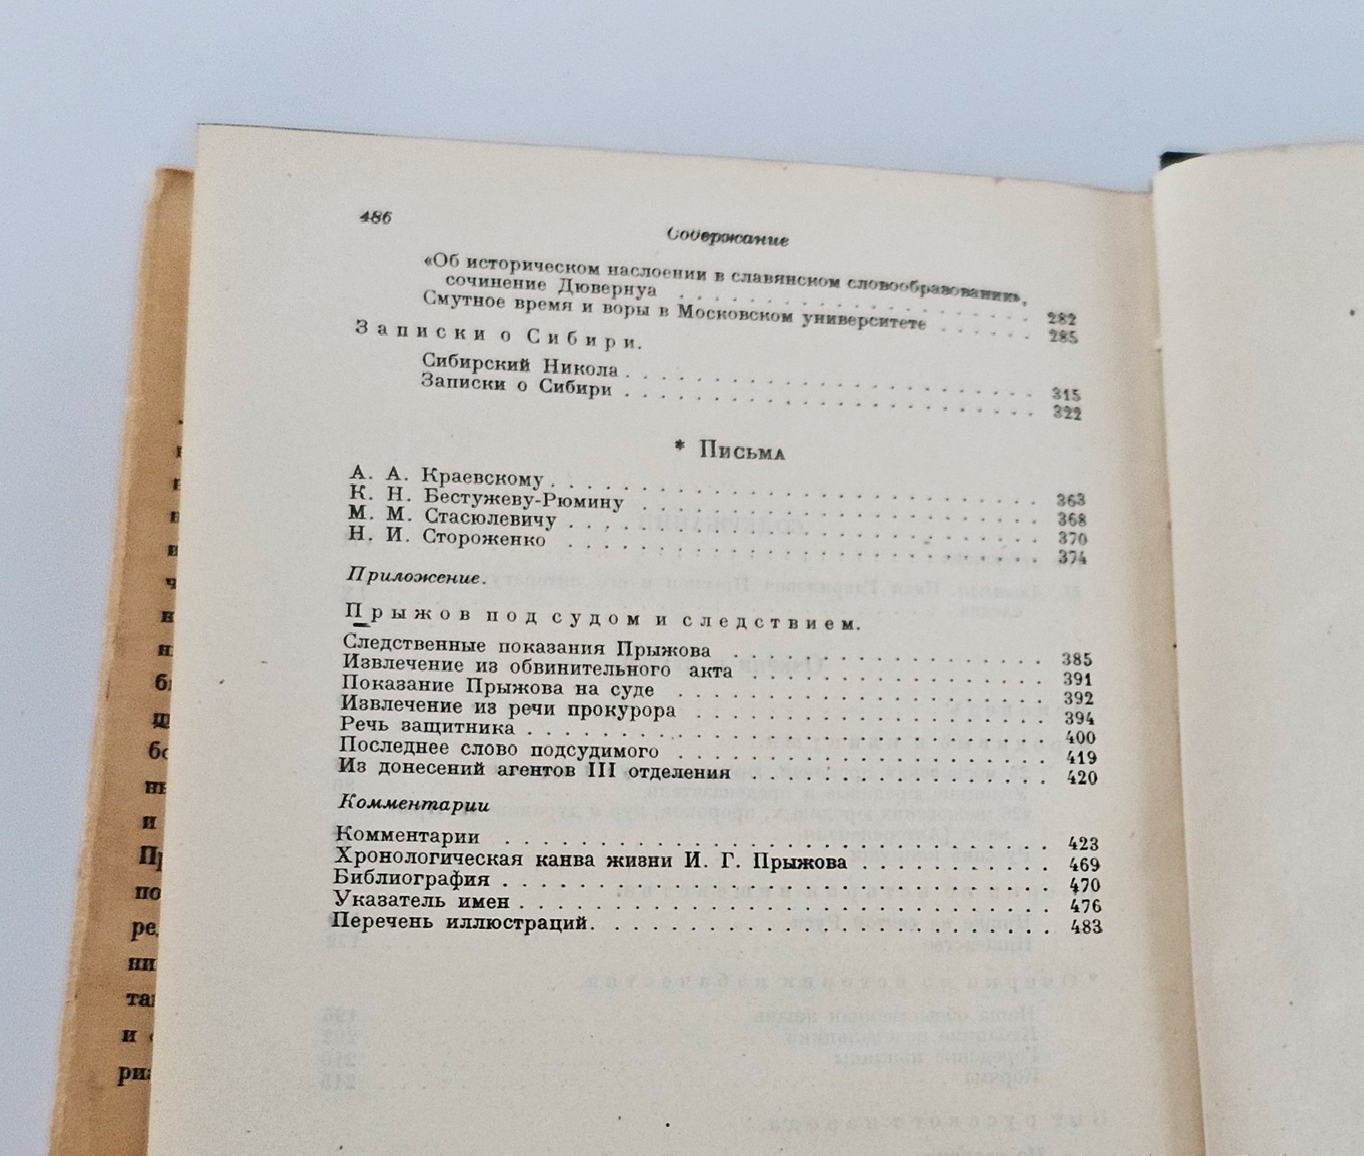 486
Содержание
«Об историческом наслоении в славянском словообразовании»,
сочинение Дювернуа . . . . . . . . . . . . . . . . 282
Смутное время и воры в Московском университете . . . . . 285
Записки о Сибири.
Сибирский Никола . . . . . . . . . . . . . . . . . . 315
Записки о Сибири . . . . . . . . . . . . . . . . . . 322
* Письма
А. А. Краевскому . . . . . . . . . . . . . . . . . . 363
К. Н. Бестужеву-Рюмину . . . . . . . . . . . . . . . 368
М. М. Стасюлевичу . . . . . . . . . . . . . . . . . 370
Н. И. Стороженко . . . . . . . . . . . . . . . . . . 374
Приложение.
Прыжов под судом и следствием.
Следственные показания Прыжова . . . . . . . . . . . 385
Извлечение из обвинительного акта . . . . . . . . . . 391
Показание Прыжова на суде . . . . . . . . . . . . . 392
Извлечение из речи прокурора . . . . . . . . . . . . 394
Речь защитника . . . . . . . . . . . . . . . . . . . 400
Последнее слово подсудимого . . . . . . . . . . . . 419
Из донесений агентов III отделения . . . . . . . . . . 420
Комментарии
Комментарии . . . . . . . . . . . . . . . . . . . . 423
Хронологическая канва жизни И. Г. Прыжова . . . . . . 469
Библиография . . . . . . . . . . . . . . . . . . . . 470
Указатель имен . . . . . . . . . . . . . . . . . . . 476
Перечень иллюстраций . . . . . . . . . . . . . . . . 483